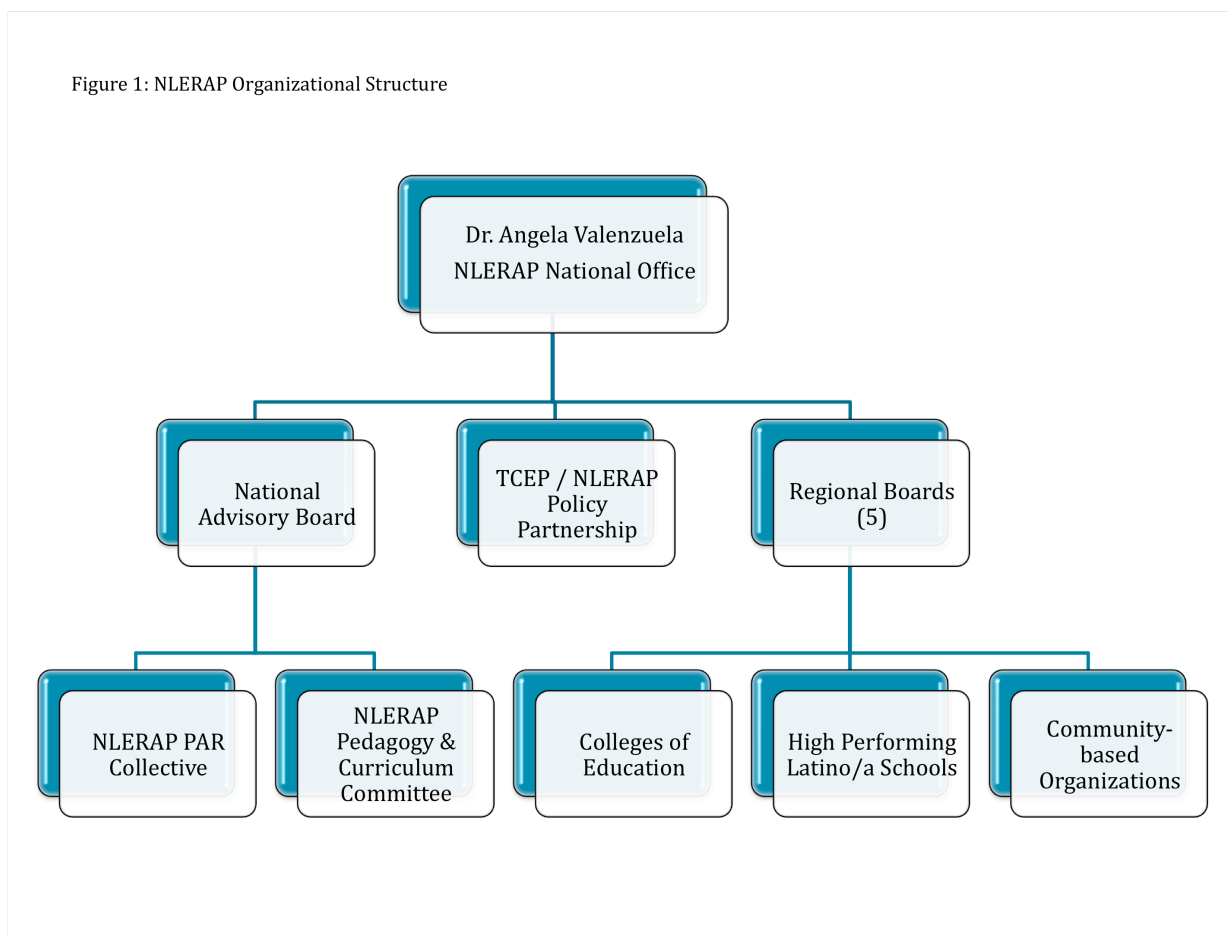 Figure 1: NLERAP Organizational Structure
Dr. Angela Valenzuela
NLERAP National Office
National
Advisory Board
TCEP / NLERAP
Policy
Partnership
Regional Boards
(5)
NLERAP PAR
Collective
NLERAP
Pedagogy &
Curriculum
Committee
Colleges of
Education
High Performing
Latino/a Schools
Community-
based
Organizations